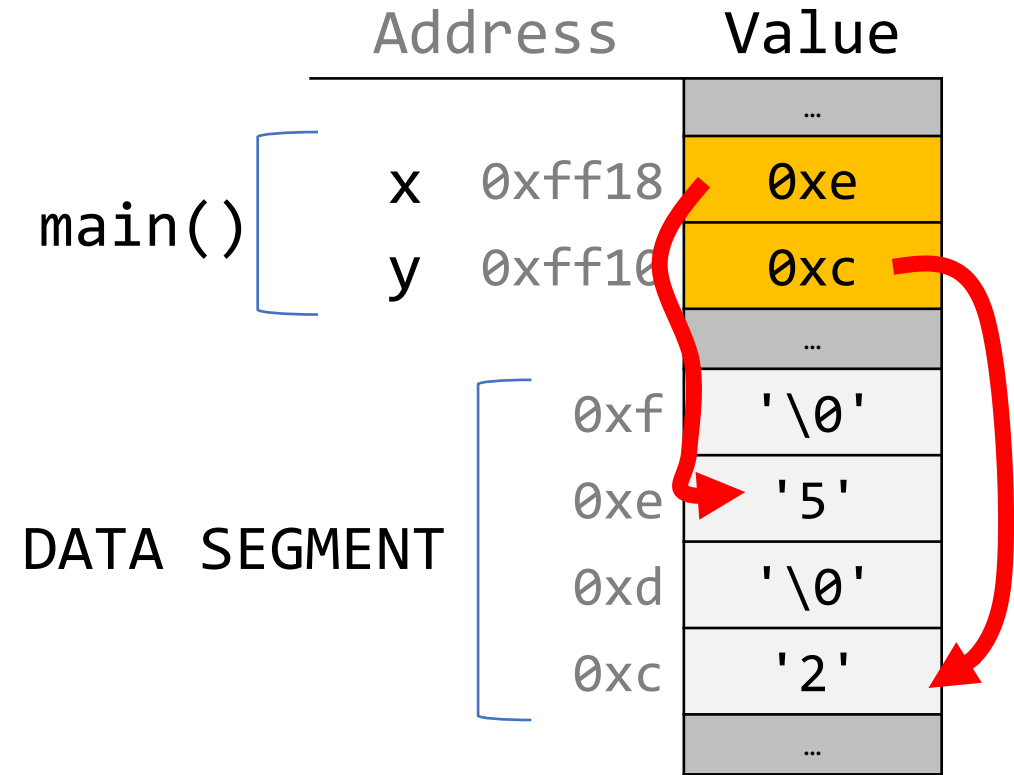 Address Value
…
x 0xff18 0xe
main()
y 0xff10 0xc
…
0xf '\0'
0xe '5'
DATA SEGMENT
0xd '\0'
0xc '2'
…